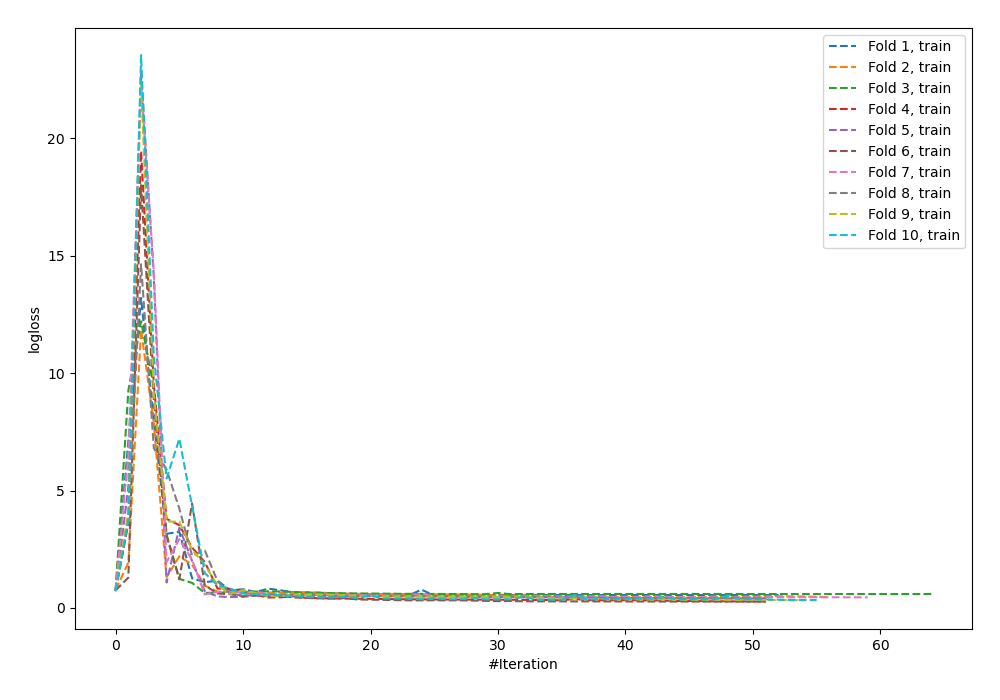 Fold 1, train
Fold 2, train
Fold 3, train
Fold 4, train
Fold 5, train
Fold 6, train
Fold 7, train
Fold 8, train
Fold 9, train
Fold 10, train
20
15
10
5
0
logloss
0 10 20 30 40 50 60
#Iteration